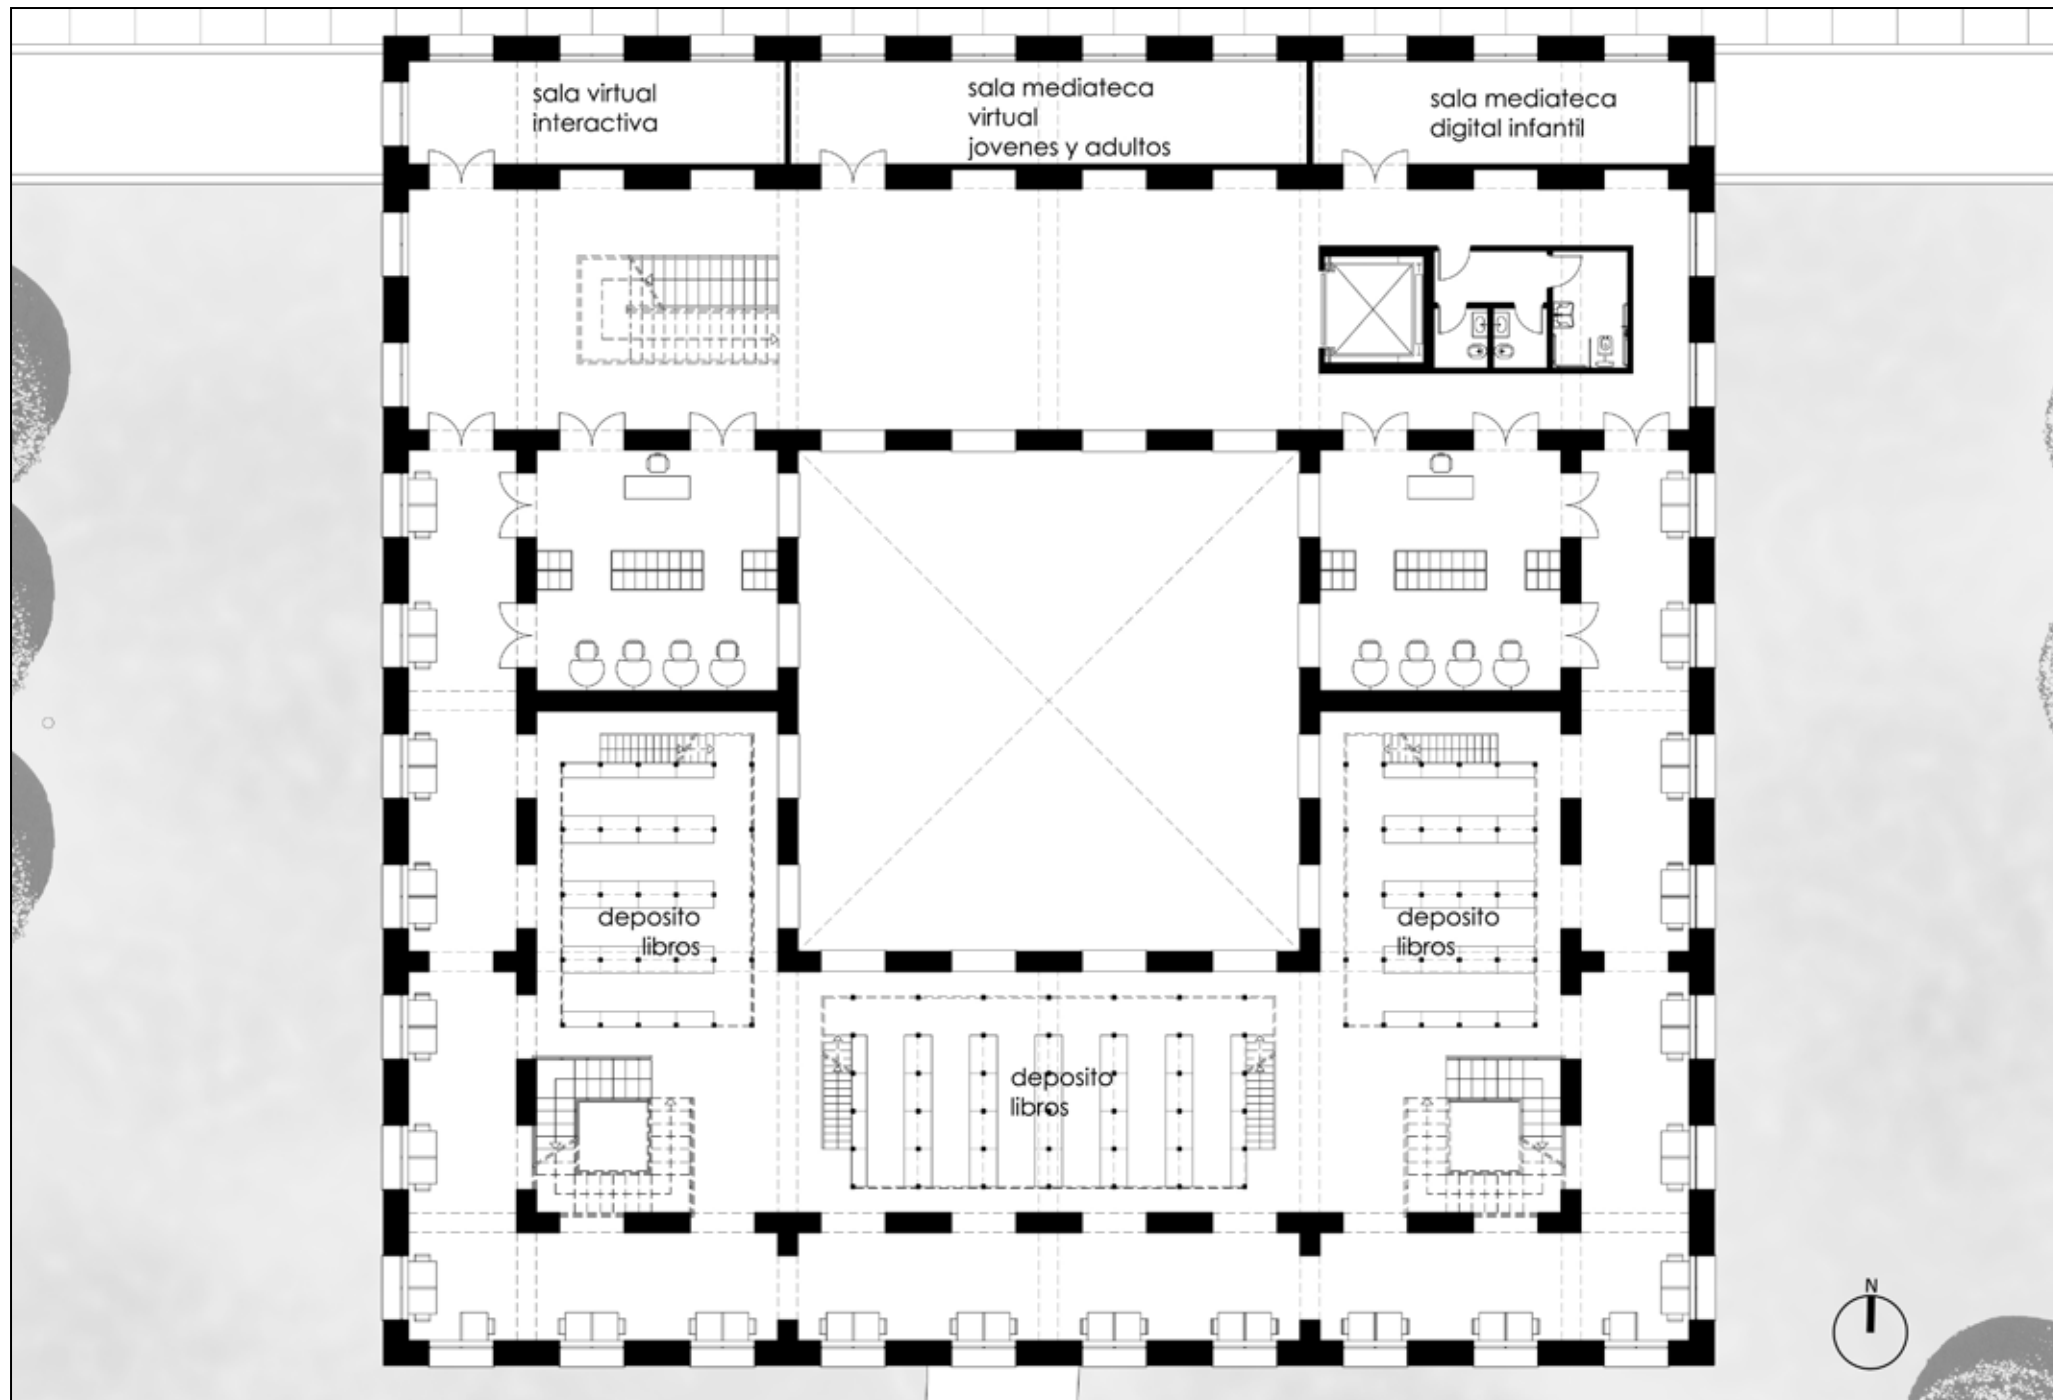 sala virtual
interactiva
sala mediateca
virtual
jovenes y adultos
sala mediateca
digital infantil
deposito
libros
deposito
libros
deposito
libros
N